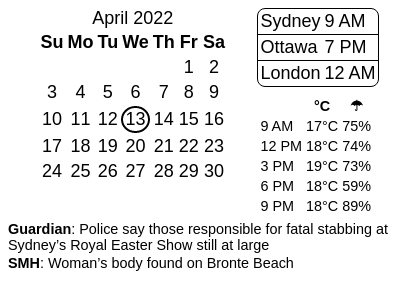 April 2022
Su Mo Tu We Th Fr Sa
1 2
3 4 5 6 7 8 9
10 11 12 13 14 15 16
17 18 19 20 21 22 23
24 25 26 27 28 29 30
Sydney 9 AM
Ottawa 7 PM
London 12 AM
°C ☂
9 AM 17°C 75%
12 PM 18°C 74%
3 PM 19°C 73%
6 PM 18°C 59%
9 PM 18°C 89%
Guardian: Police say those responsible for fatal stabbing at
Sydney’s Royal Easter Show still at large
SMH: Woman’s body found on Bronte Beach